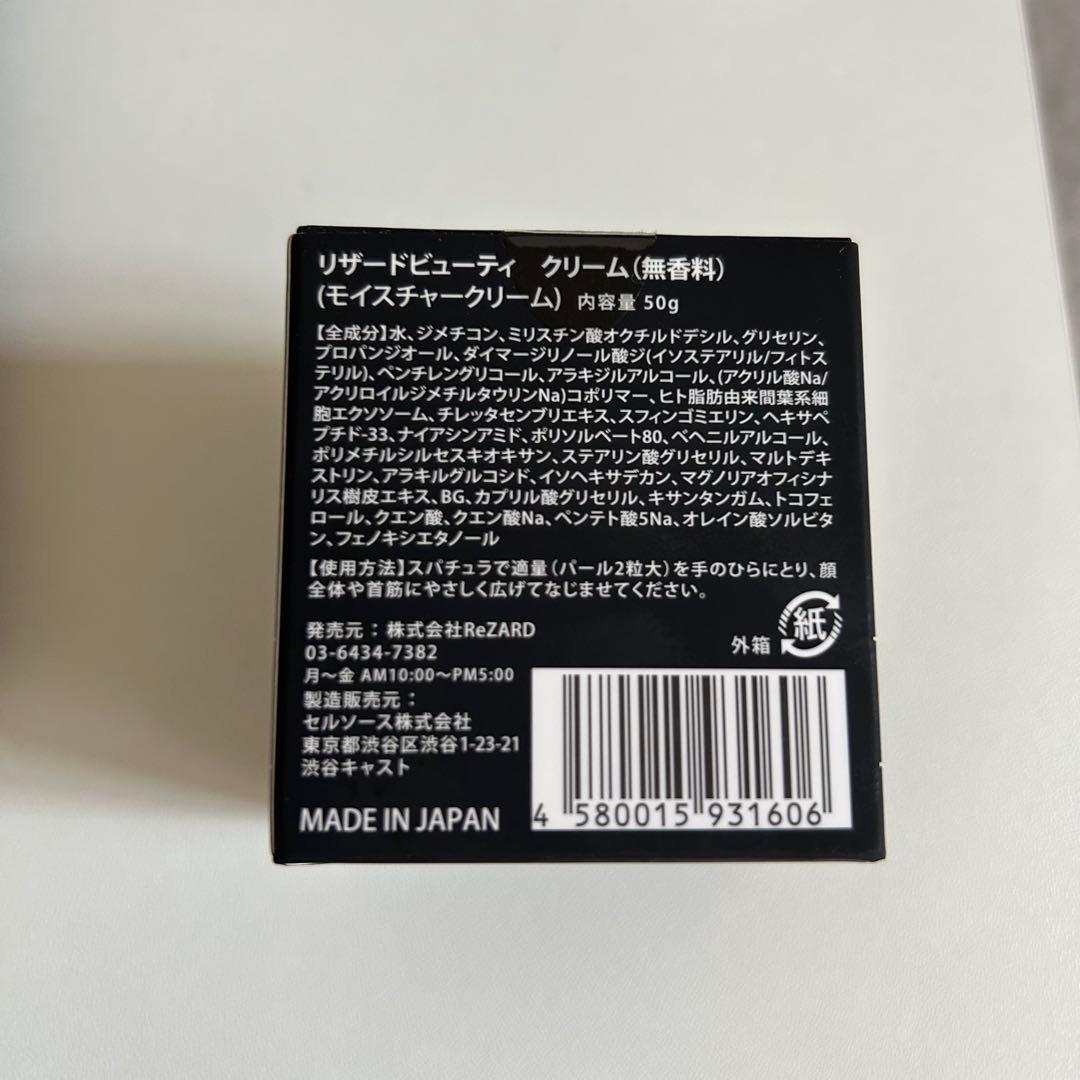 リザードビューティ　クリーム(無香料)
(モイスチャークリーム) 内容量 50g
【全成分】水、ジメチコン、ミリスチン酸オクチルドデシル、グリセリン、
プロパンジオール、ダイマージリノール酸ジ(イソステアリル/フィトス
テリル)、ペンチレングリコール、アラキジルアルコール、(アクリル酸Na/
アクリロイルジメチルタウリンNa)コポリマー、ヒト脂肪由来間葉系細
胞エクソソーム、チレッタセンブリエキス、スフィンゴミエリン、ヘキサペ
プチド-33、ナイアシンアミド、ポリソルベート80、ベヘニルアルコール、
ポリメチルシルセスキオキサン、ステアリン酸グリセリル、マルトデキ
ストリン、アラキルグルコシド、イソヘキサデカン、マグノリアオフィシナ
リス樹皮エキス、BG、カプリル酸グリセリル、キサンタンガム、トコフェ
ロール、クエン酸、クエン酸Na、ペンテト酸5Na、オレイン酸ソルビタ
ン、フェノキシエタノール
【使用方法】スパチュラで適量(パール2粒大)を手のひらにとり、顔
全体や首筋にやさしく広げてなじませてください。
発売元：株式会社ReZARD
03-6434-7382
月〜金 AM10:00〜PM5:00
製造販売元：
セルソース株式会社
東京都渋谷区渋谷1-23-21
渋谷キャスト
MADE IN JAPAN
外箱 紙
4 580015 931606